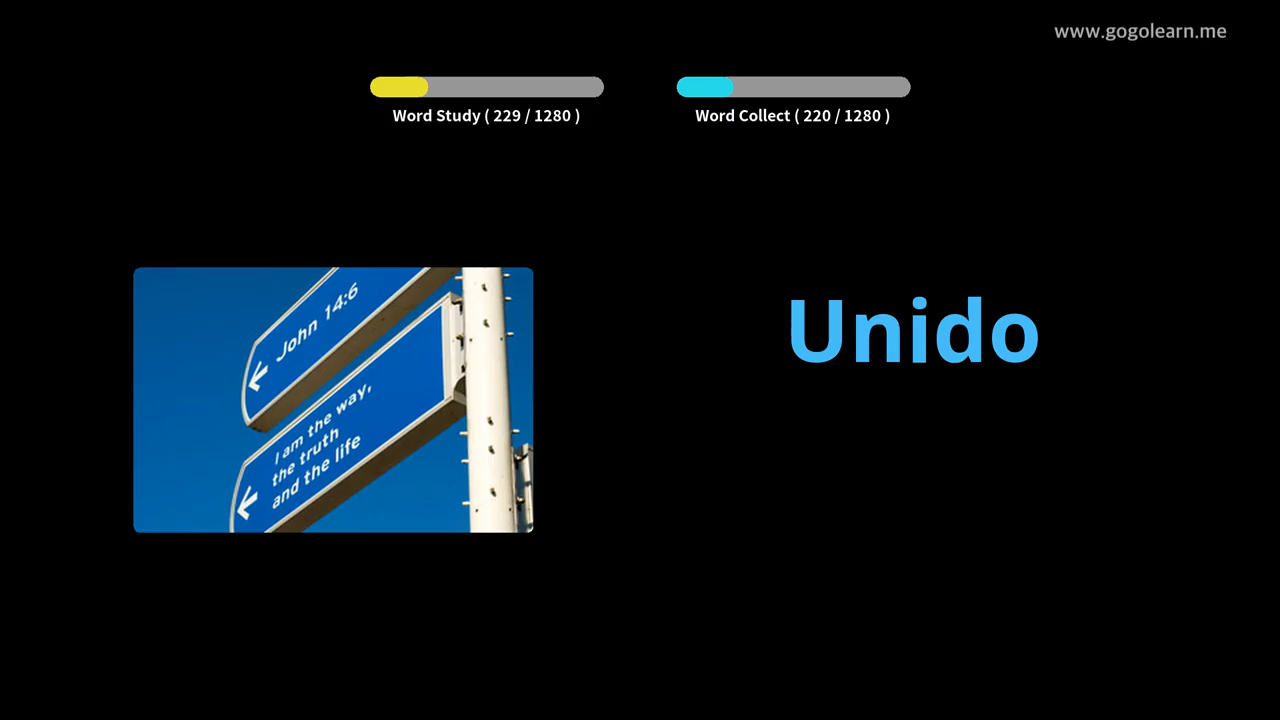 www.gogolearn.me
Word Study ( 229 / 1280 )
Word Collect ( 220 / 1280 )
John 14:6
I am the way,
the truth
and the life
Unido